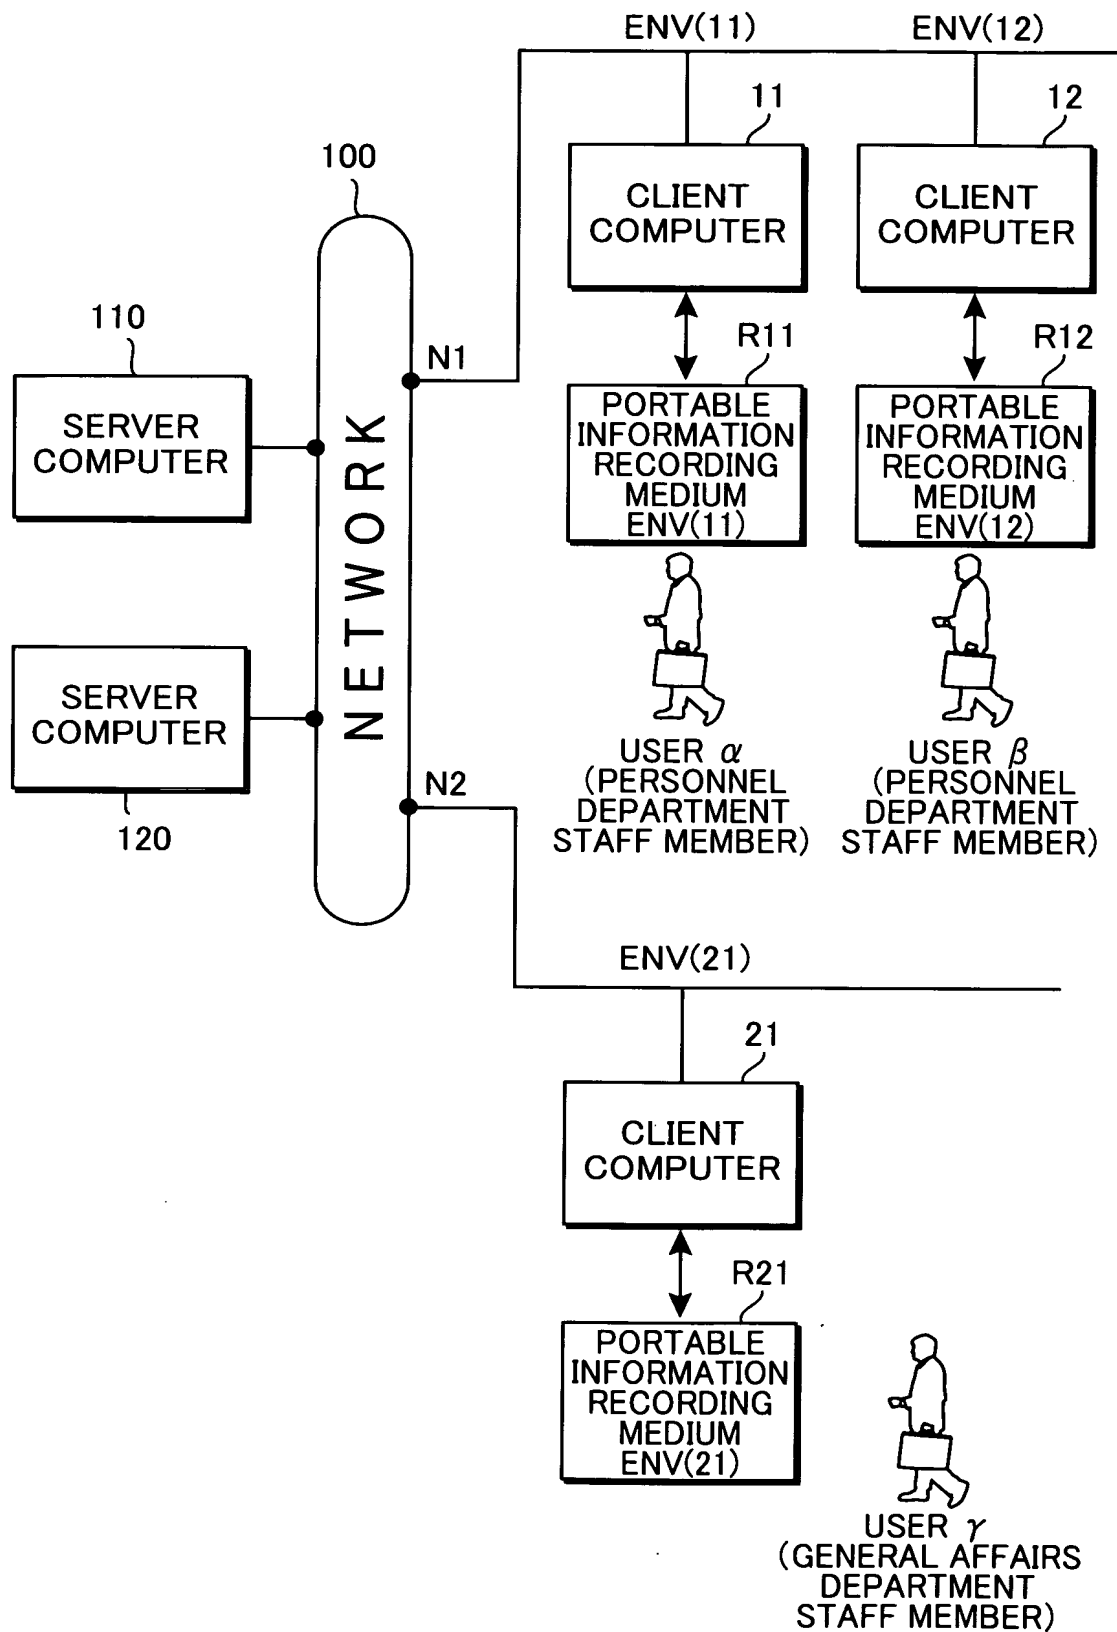 ENV(11)
ENV(12)
11
12
100
CLIENT
COMPUTER
CLIENT
COMPUTER
110
N1
R11
R12
SERVER
COMPUTER
PORTABLE
INFORMATION
RECORDING
MEDIUM
ENV(11)
PORTABLE
INFORMATION
RECORDING
MEDIUM
ENV(12)
NETWORK
SERVER
COMPUTER
120
USER α
(PERSONNEL
DEPARTMENT
STAFF MEMBER)
USER β
(PERSONNEL
DEPARTMENT
STAFF MEMBER)
N2
ENV(21)
21
CLIENT
COMPUTER
R21
PORTABLE
INFORMATION
RECORDING
MEDIUM
ENV(21)
USER γ
(GENERAL AFFAIRS
DEPARTMENT
STAFF MEMBER)